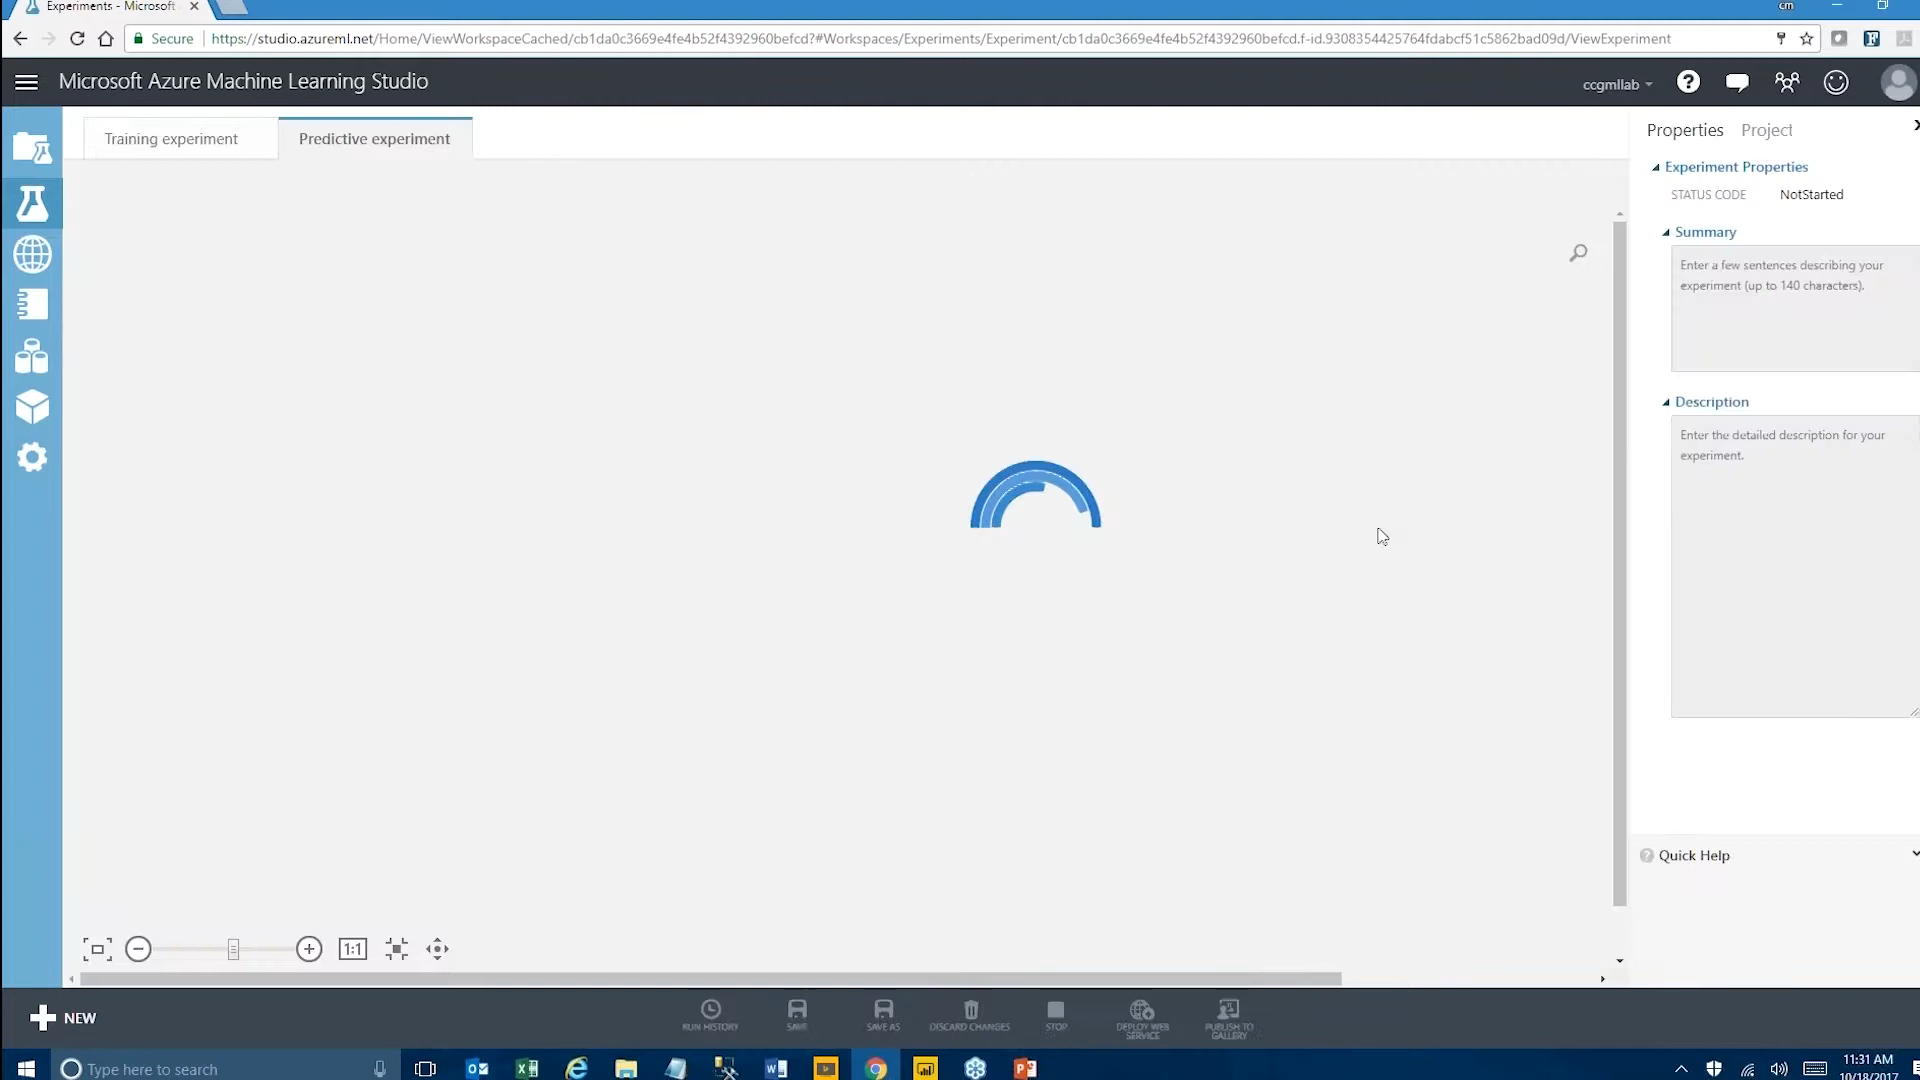 Experiments - Microsoft
cm
Secure
https://studio.azureml.net/Home/ViewWorkspaceCached/cb1da0c3669e4fe4b52f4392960befcd?#Workspaces/Experiments/Experiment/cb1da0c3669e4fe4b52f4392960befcd.f-id.9308354425764fdabcf51c5862bad09d/ViewExperiment
Microsoft Azure Machine Learning Studio
ccgmllab
Training experiment
Predictive experiment
Properties Project
Experiment Properties
STATUS CODE NotStarted
Summary
Enter a few sentences describing your
experiment (up to 140 characters).
Description
Enter the detailed description for your
experiment.
Quick Help
1:1
NEW
RUN HISTORY
SAVE
SAVE AS
DISCARD CHANGES
STOP
DEPLOY WEB
SERVICE
PUBLISH TO
GALLERY
Type here to search
11:31 AM
10/18/2017